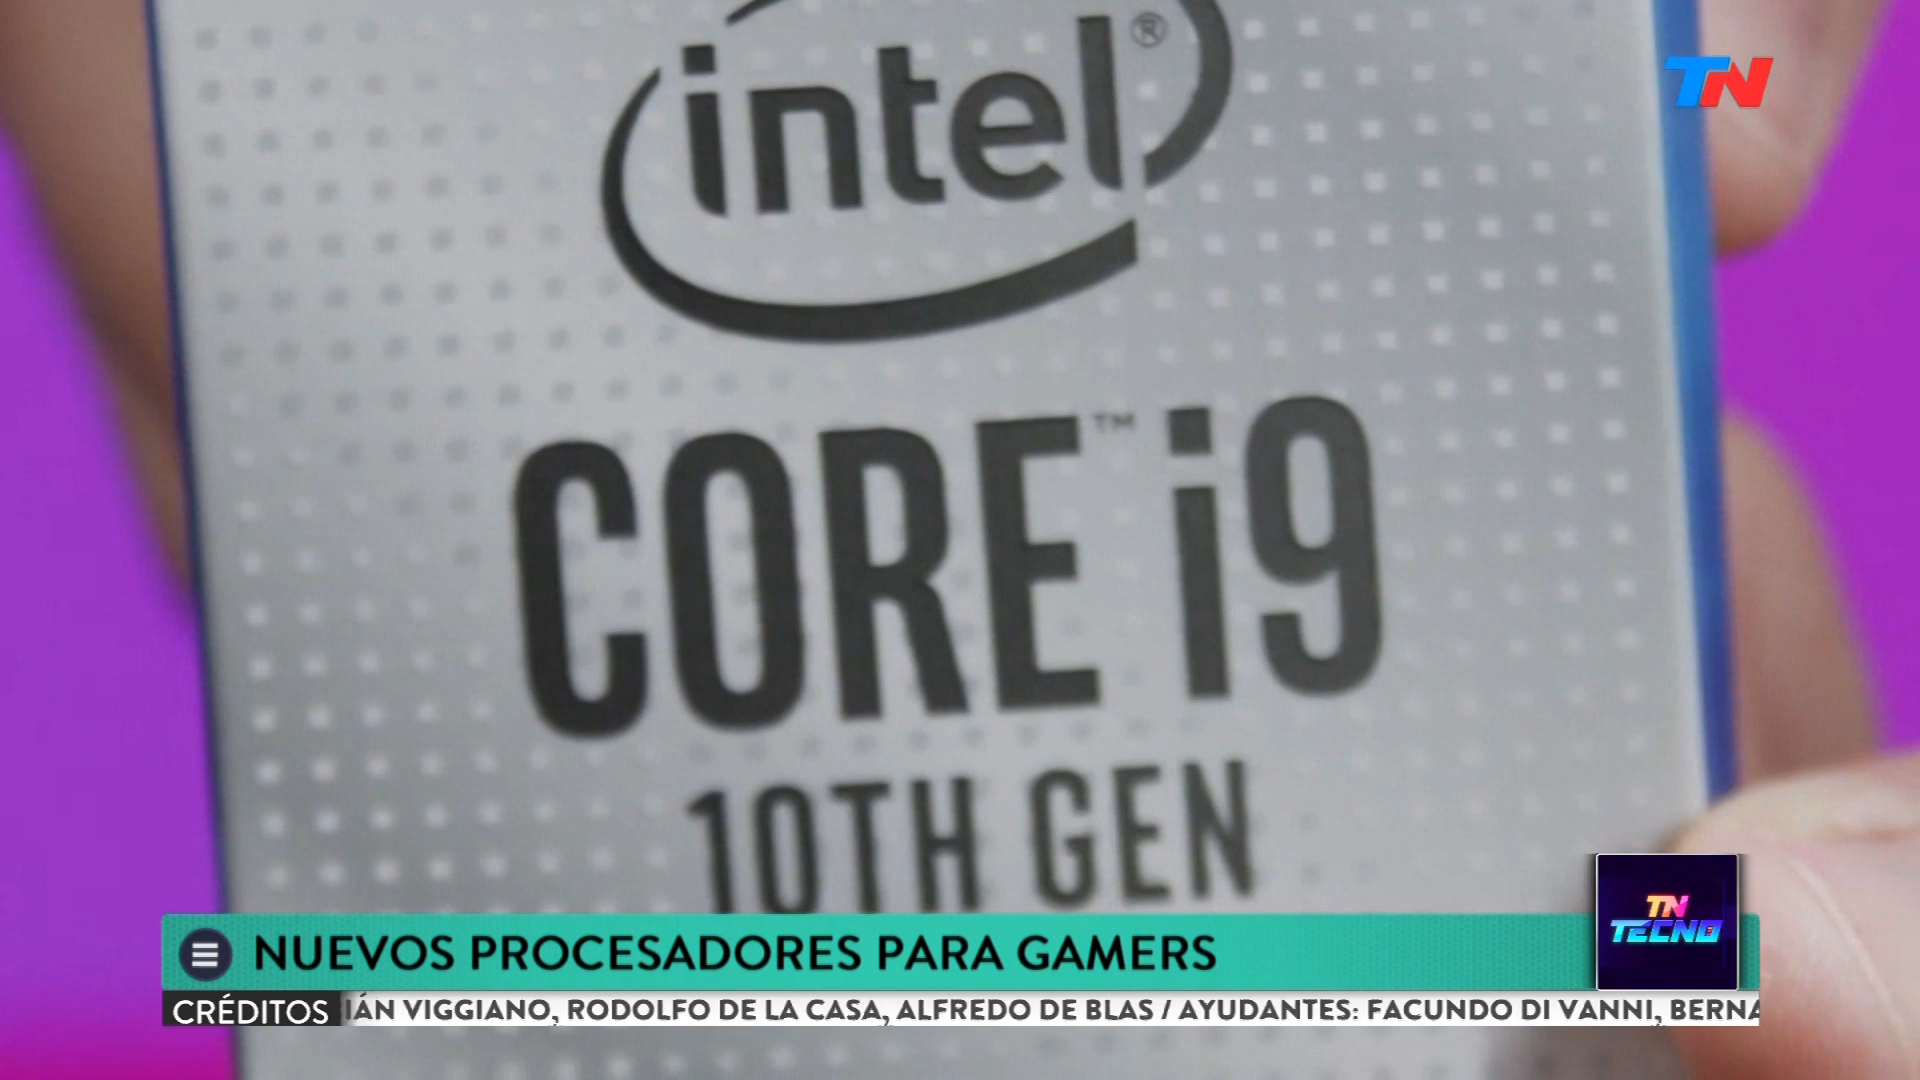 intel®
TN
CORE™ i9
10TH GEN
TN
TECNO
NUEVOS PROCESADORES PARA GAMERS
CRÉDITOS
IÁN VIGGIANO, RODOLFO DE LA CASA, ALFREDO DE BLAS / AYUDANTES: FACUNDO DI VANNI, BERNA